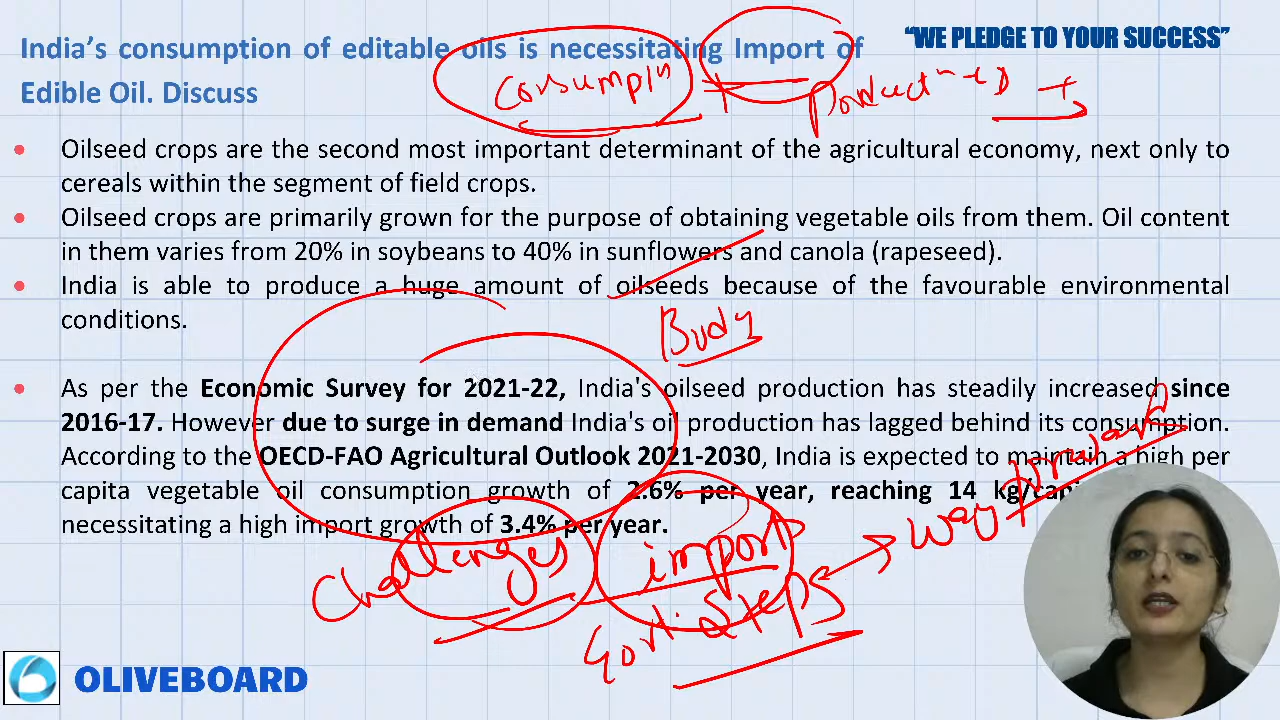 India's consumption of editable oils is necessitating Import of
"WE PLEDGE TO YOUR SUCCESS"
Edible Oil. Discuss
Consumptn
Product
Oilseed crops are the second most important determinant of the agricultural economy, next only to
cereals within the segment of field crops.
Oilseed crops are primarily grown for the purpose of obtaining vegetable oils from them. Oil content
in them varies from 20% in soybeans to 40% in sunflowers and canola (rapeseed).
India is able to produce a huge amount of oilseeds because of the favourable environmental
conditions.
Body
As per the Economic Survey for 2021-22, India's oilseed production has steadily increased since
2016-17. However due to surge in demand India's oil production has lagged behind its consumption.
According to the OECD-FAO Agricultural Outlook 2021-2030, India is expected to maintain a high per
capita vegetable oil consumption growth of 2.6% per year, reaching 14
necessitating a high import growth of 3.4% per year.
way forward
Challenges
imports
Govt. Steps
OLIVEBOARD